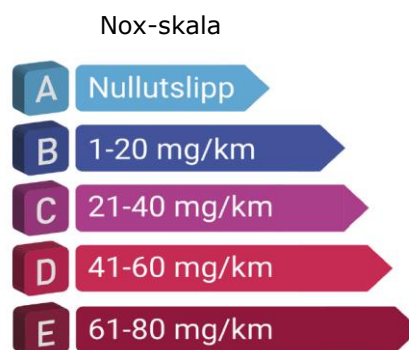 Nox-skala
A Nullutslipp
B 1-20 mg/km
C 21-40 mg/km
D 41-60 mg/km
E 61-80 mg/km